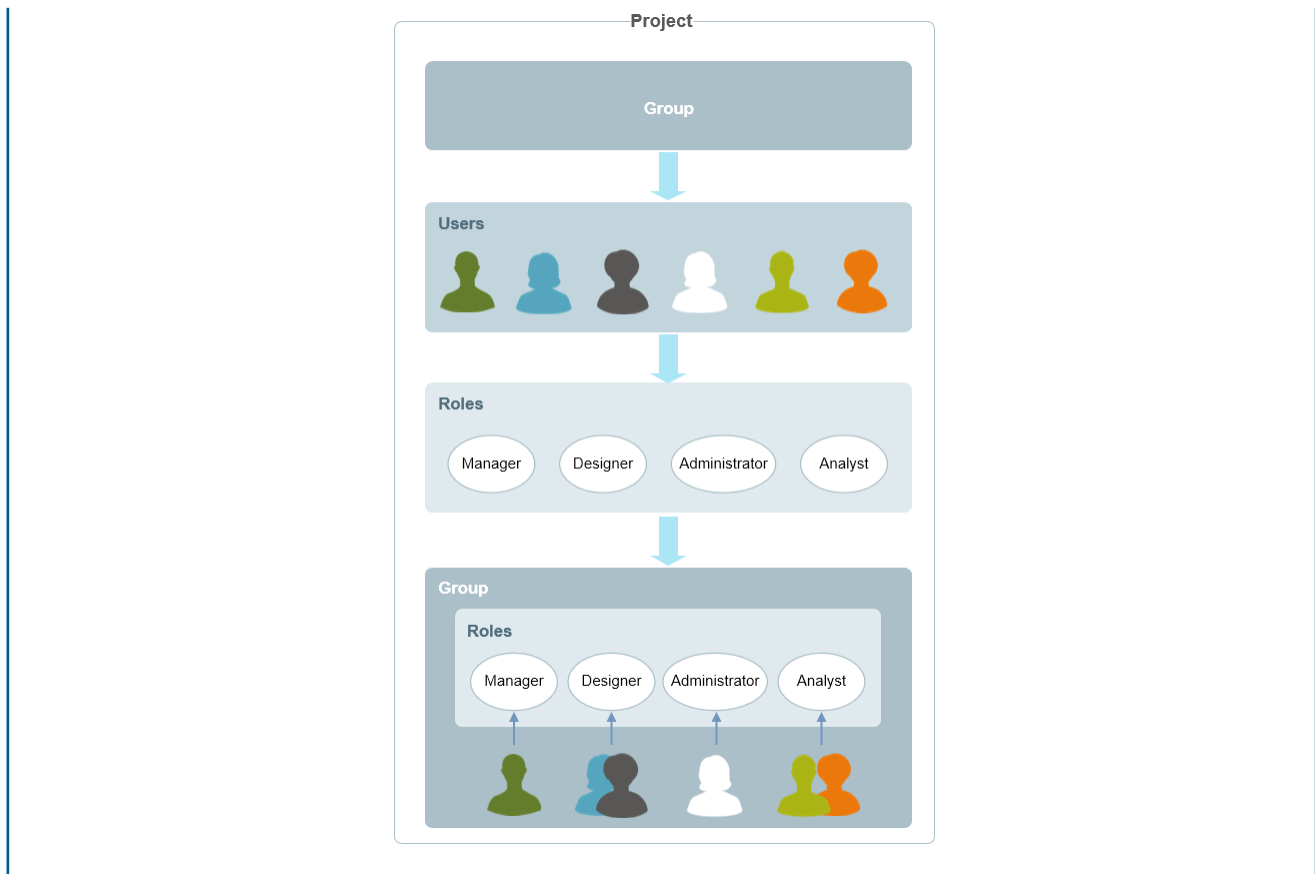 Project
Group
Users
Roles
Manager Designer Administrator Analyst
Group
Roles
Manager Designer Administrator Analyst